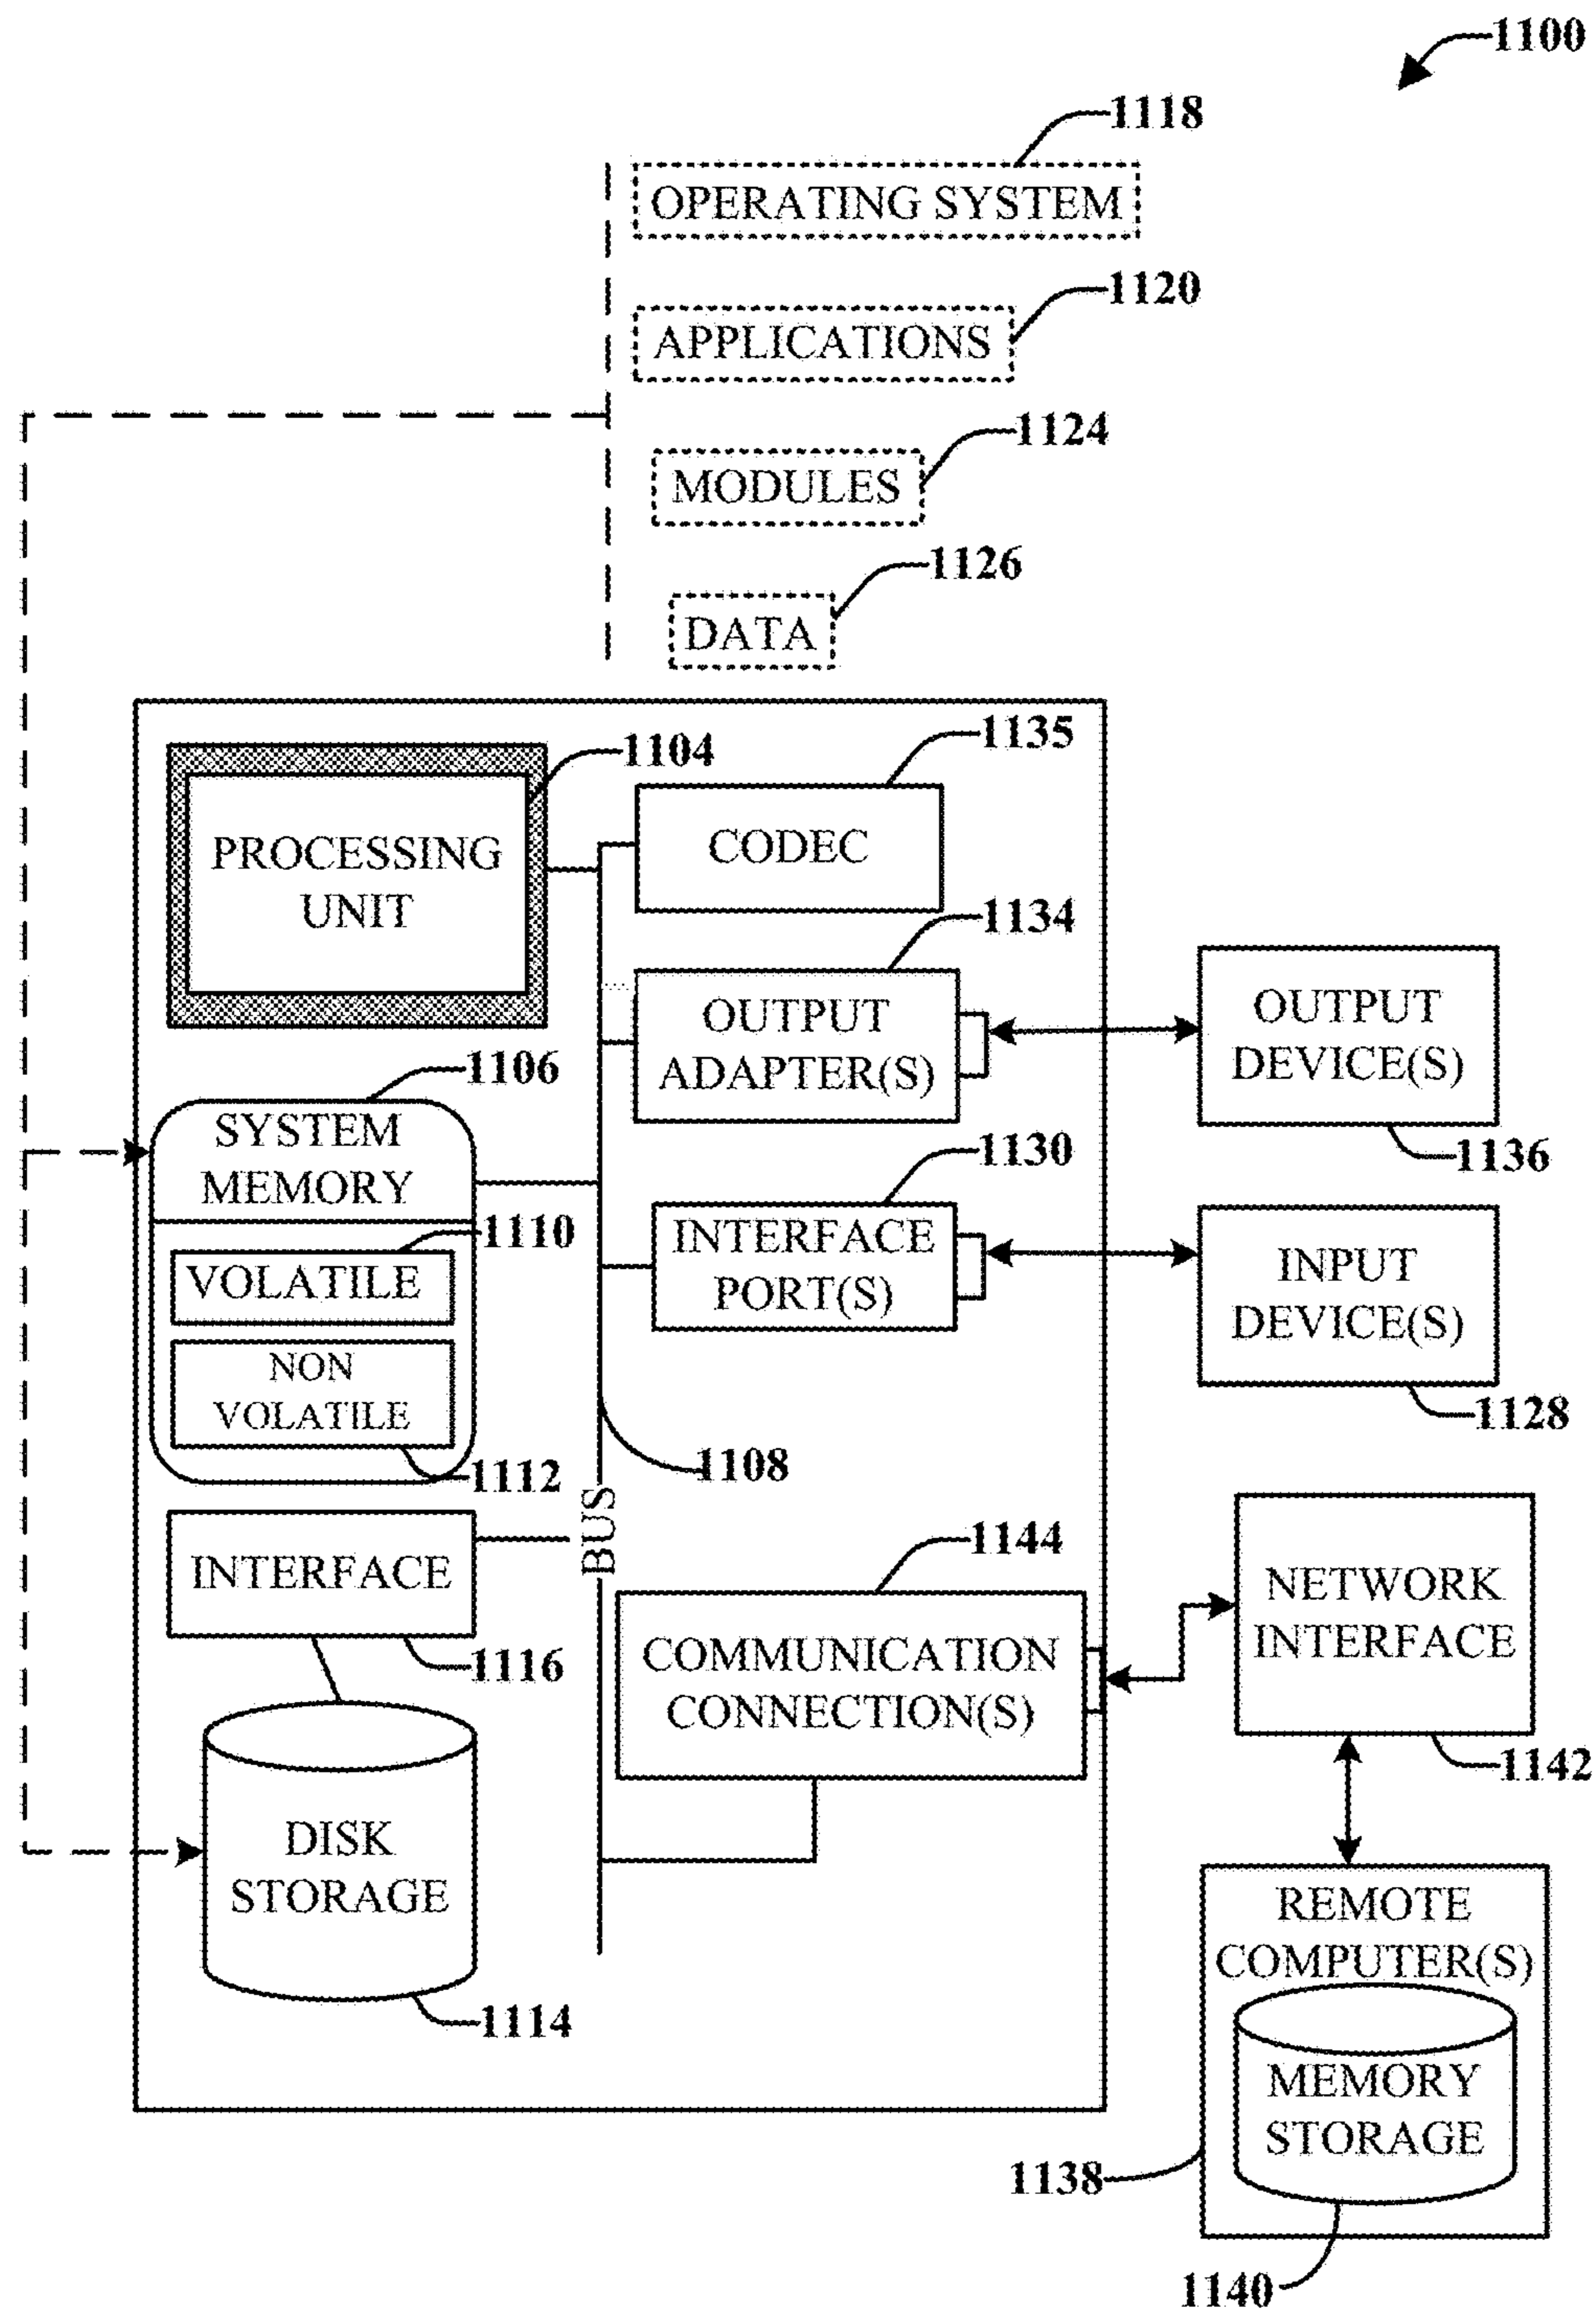 1100
1118
OPERATING SYSTEM
1120
APPLICATIONS
1124
MODULES
1126
DATA
1104
PROCESSING
UNIT
1135
CODEC
1134
OUTPUT
ADAPTER(S)
OUTPUT
DEVICE(S)
1136
1106
SYSTEM
MEMORY
1110
VOLATILE
NON
VOLATILE
1112
1130
INTERFACE
PORT(S)
INPUT
DEVICE(S)
1128
1108
BUS
INTERFACE
1116
1144
COMMUNICATION
CONNECTION(S)
NETWORK
INTERFACE
1142
DISK
STORAGE
1114
REMOTE
COMPUTER(S)
MEMORY
STORAGE
1138
1140